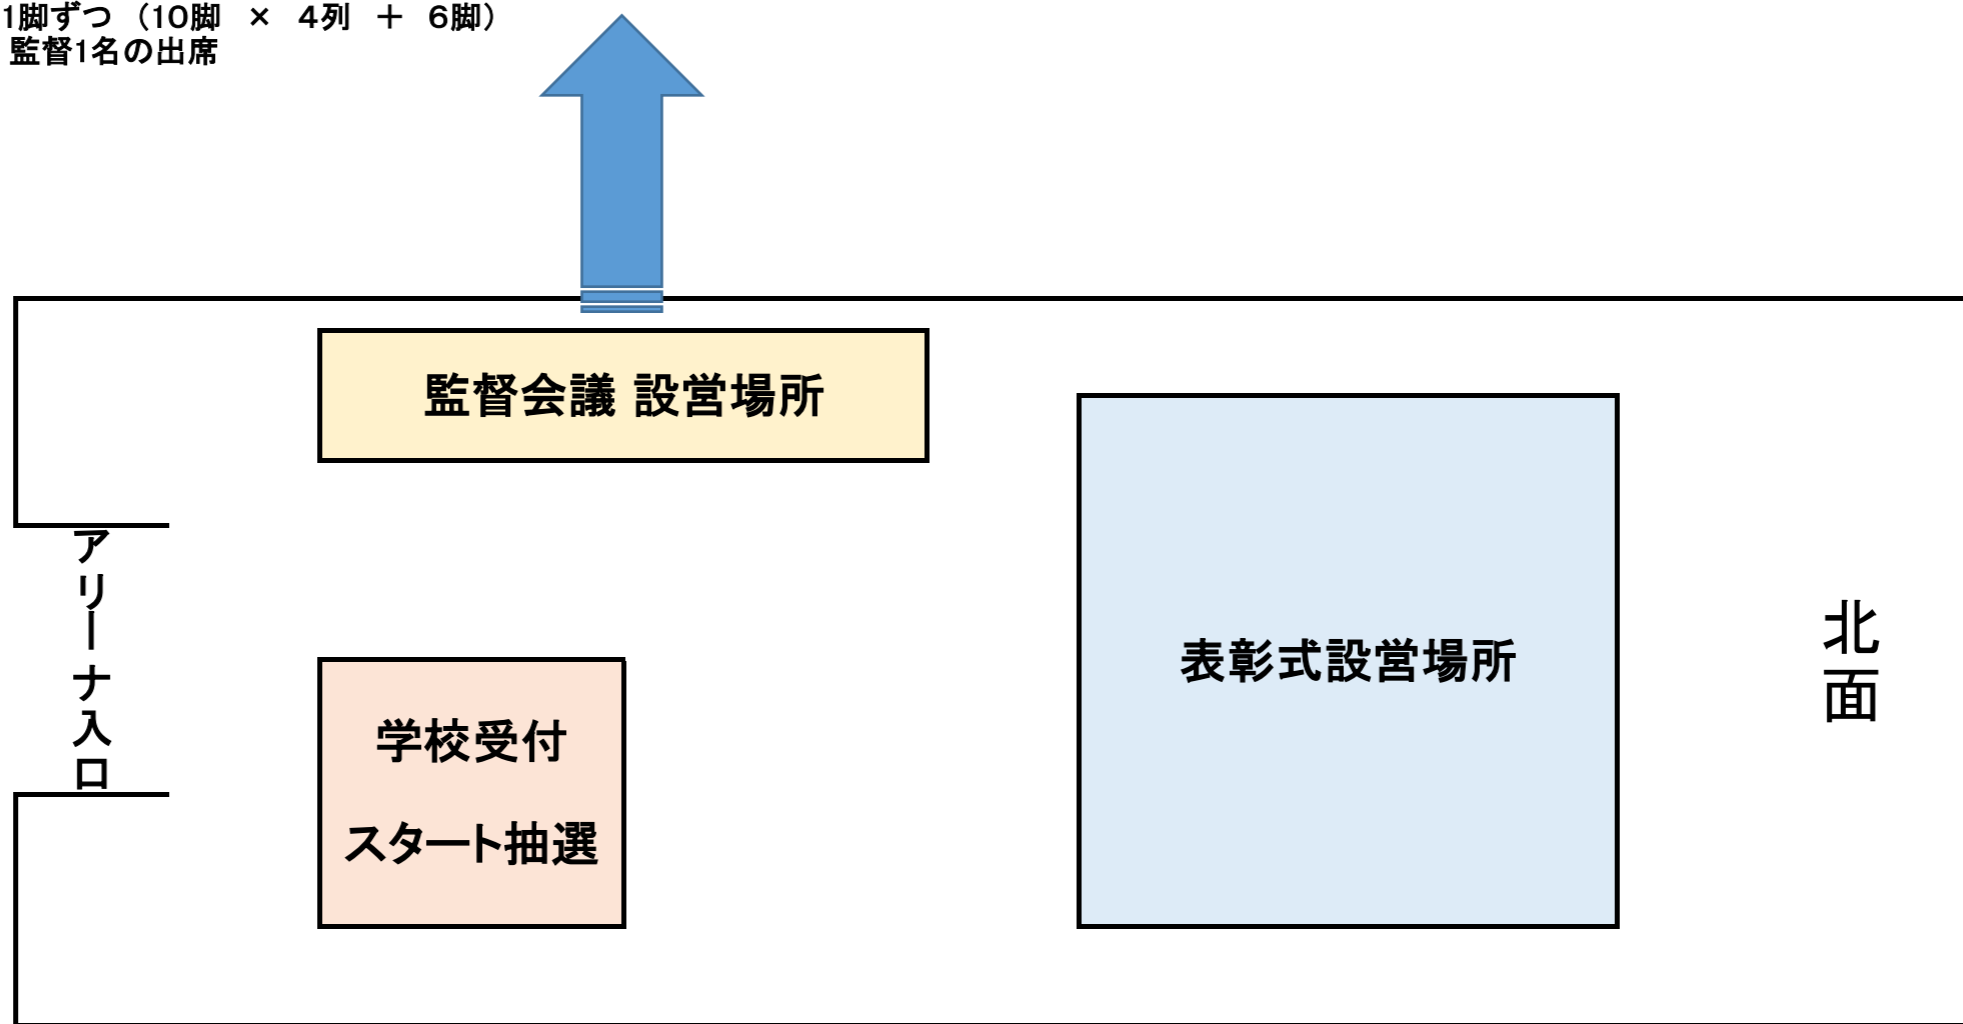 1脚ずつ （10脚　×　4列　＋　6脚）
監督1名の出席
監督会議 設営場所
アリーナ入口
学校受付
スタート抽選
表彰式設営場所
北面